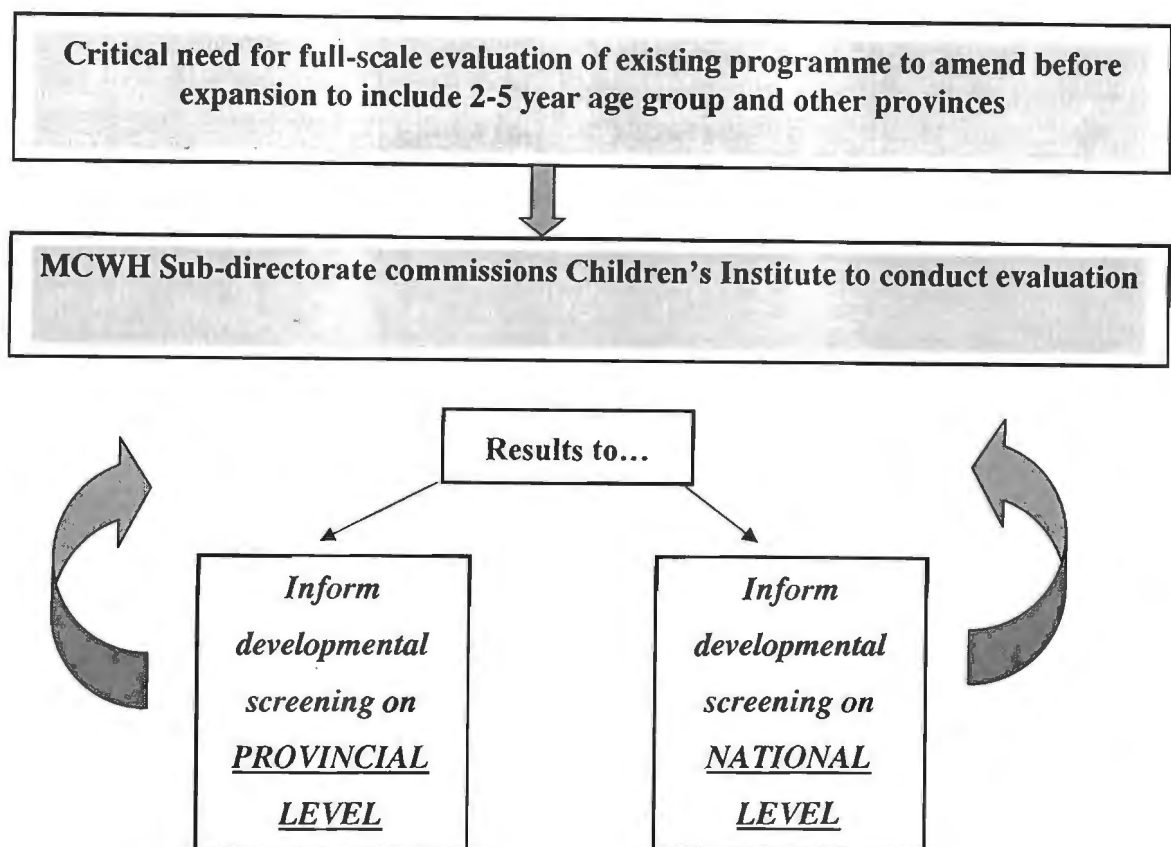 Critical need for full-scale evaluation of existing programme to amend before
expansion to include 2-5 year age group and other provinces
MCWH Sub-directorate commissions Children's Institute to conduct evaluation
Results to...
Inform
developmental
screening on
PROVINCIAL
LEVEL
Inform
developmental
screening on
NATIONAL
LEVEL